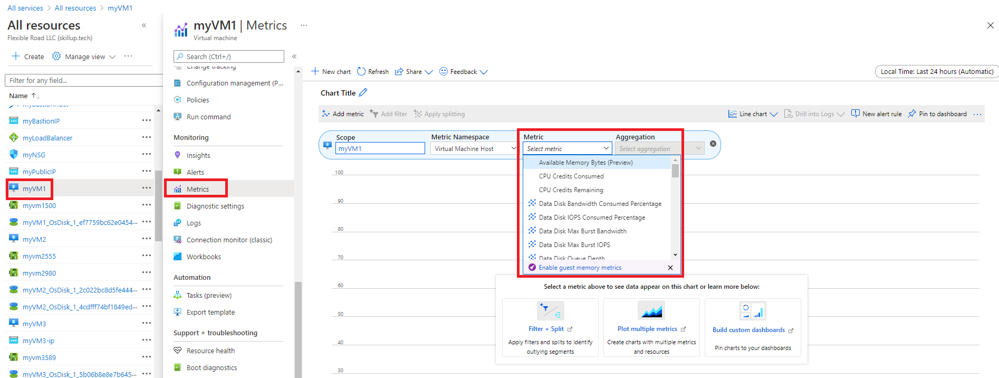 All services > All resources > myVM1
All resources «
Flexible Road LLC (skillup.tech)
+ Create Manage view ···
Filter for any field...
Name ↑↓
myBastionHost
myBastionIP ···
myLoadBalancer ···
myNSG ···
myPublicIP ···
myVM1 ···
myvm1500 ···
myVM1_OsDisk_1_ef7759bc62e0454... ···
myVM2 ···
myvm2555 ···
myvm2980 ···
myVM2_OsDisk_1_2c022bc8d5fe444... ···
myVM2_OsDisk_1_4cdfff74bf1849ed... ···
myVM3 ···
myVM3-ip ···
myvm3589 ···
myVM3_OsDisk_1_5b06b8e8e7b645... ···
myVM1 | Metrics ···
Virtual machine
Search (Ctrl+/) «
Change tracking
Configuration management (P...
Policies
Run command
Monitoring
Insights
Alerts
Metrics
Diagnostic settings
Logs
Connection monitor (classic)
Workbooks
Automation
Tasks (preview)
Export template
Support + troubleshooting
Resource health
Boot diagnostics
New chart Refresh Share Feedback
Local Time: Last 24 hours (Automatic)
Chart Title
Add metric Add filter Apply splitting
Line chart Drill into Logs New alert rule Pin to dashboard ···
Scope Metric Namespace Metric Aggregation
myVM1 Virtual Machine Host Select metric Select aggregation
Available Memory Bytes (Preview)
CPU Credits Consumed
CPU Credits Remaining
Data Disk Bandwidth Consumed Percentage
Data Disk IOPS Consumed Percentage
Data Disk Max Burst Bandwidth
Data Disk Max Burst IOPS
Data Disk Queue Depth
Enable guest memory metrics
100
90
80
70
60
50
40
30
Select a metric above to see data appear on this chart or learn more below:
Filter + Split
Apply filters and splits to identify
outlying segments
Plot multiple metrics
Create charts with multiple metrics
and resources
Build custom dashboards
Pin charts to your dashboards